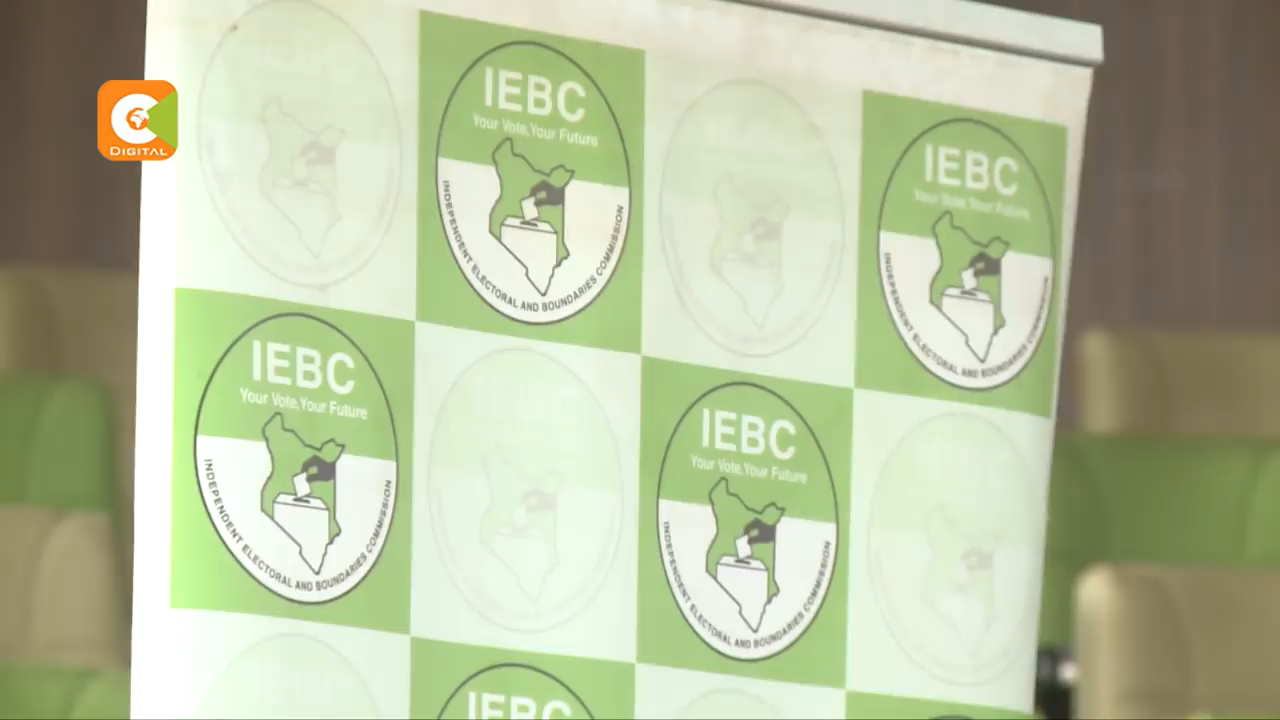 DIGITAL
IEBC
Your Vote,Your Future
INDEPENDENT ELECTORAL AND BOUNDARIES COMMISSION
IEBC
Your Vote,Your Future
INDEPENDENT ELECTORAL AND BOUNDARIES COMMISSION
IEBC
Your Vote,Your Future
INDEPENDENT ELECTORAL AND BOUNDARIES COMMISSION
IEBC
Your Vote,Your Future
INDEPENDENT ELECTORAL AND BOUNDARIES COMMISSION
IEBC